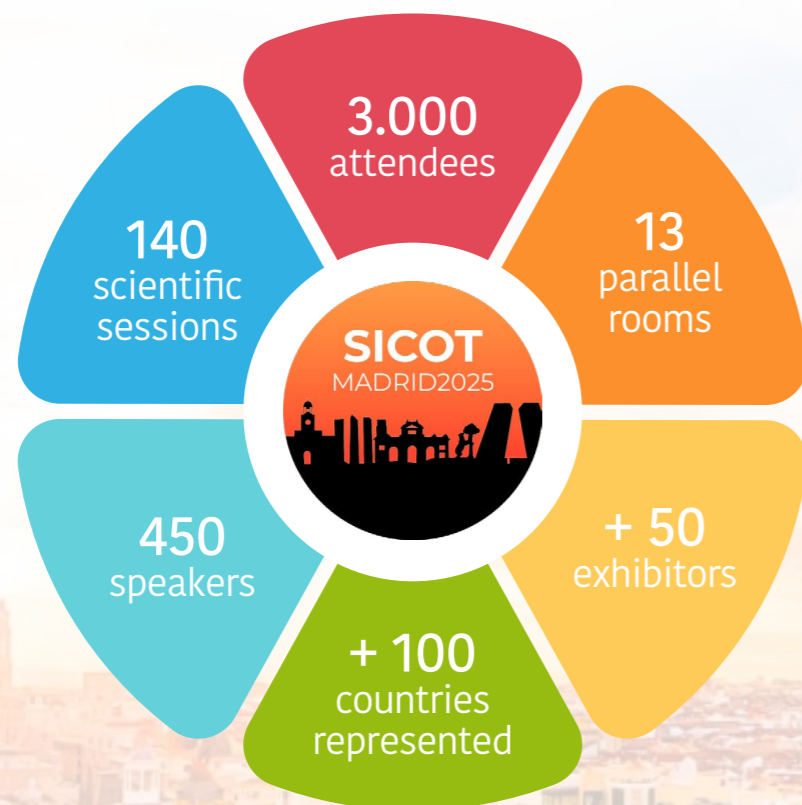 3.000
attendees
13
parallel
rooms
+ 50
exhibitors
+ 100
countries
represented
450
speakers
140
scientific
sessions
SICOT
MADRID2025